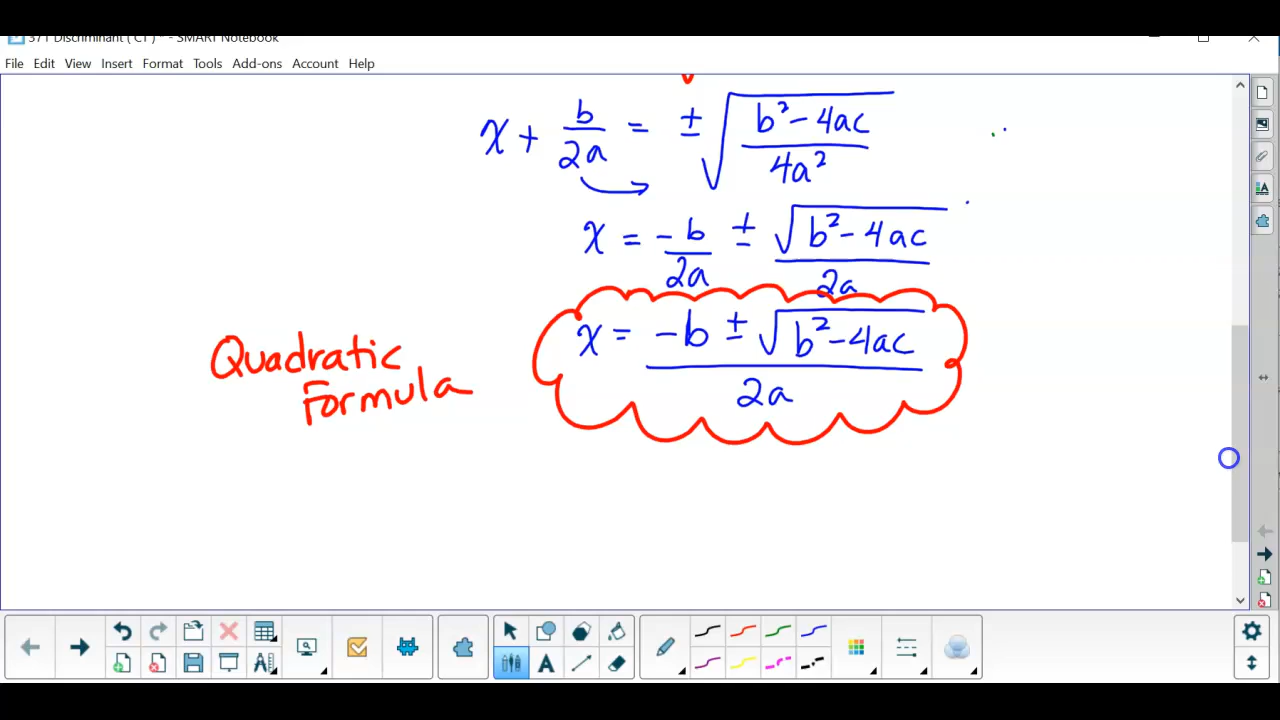 371 Discriminant ( CT ) * - SMART Notebook
File Edit View Insert Format Tools Add-ons Account Help
x + b/2a = ± √((b² - 4ac)/(4a²))
x = -b/2a ± √(b² - 4ac)/2a
Quadratic
Formula
x = (-b ± √(b² - 4ac))/2a
A